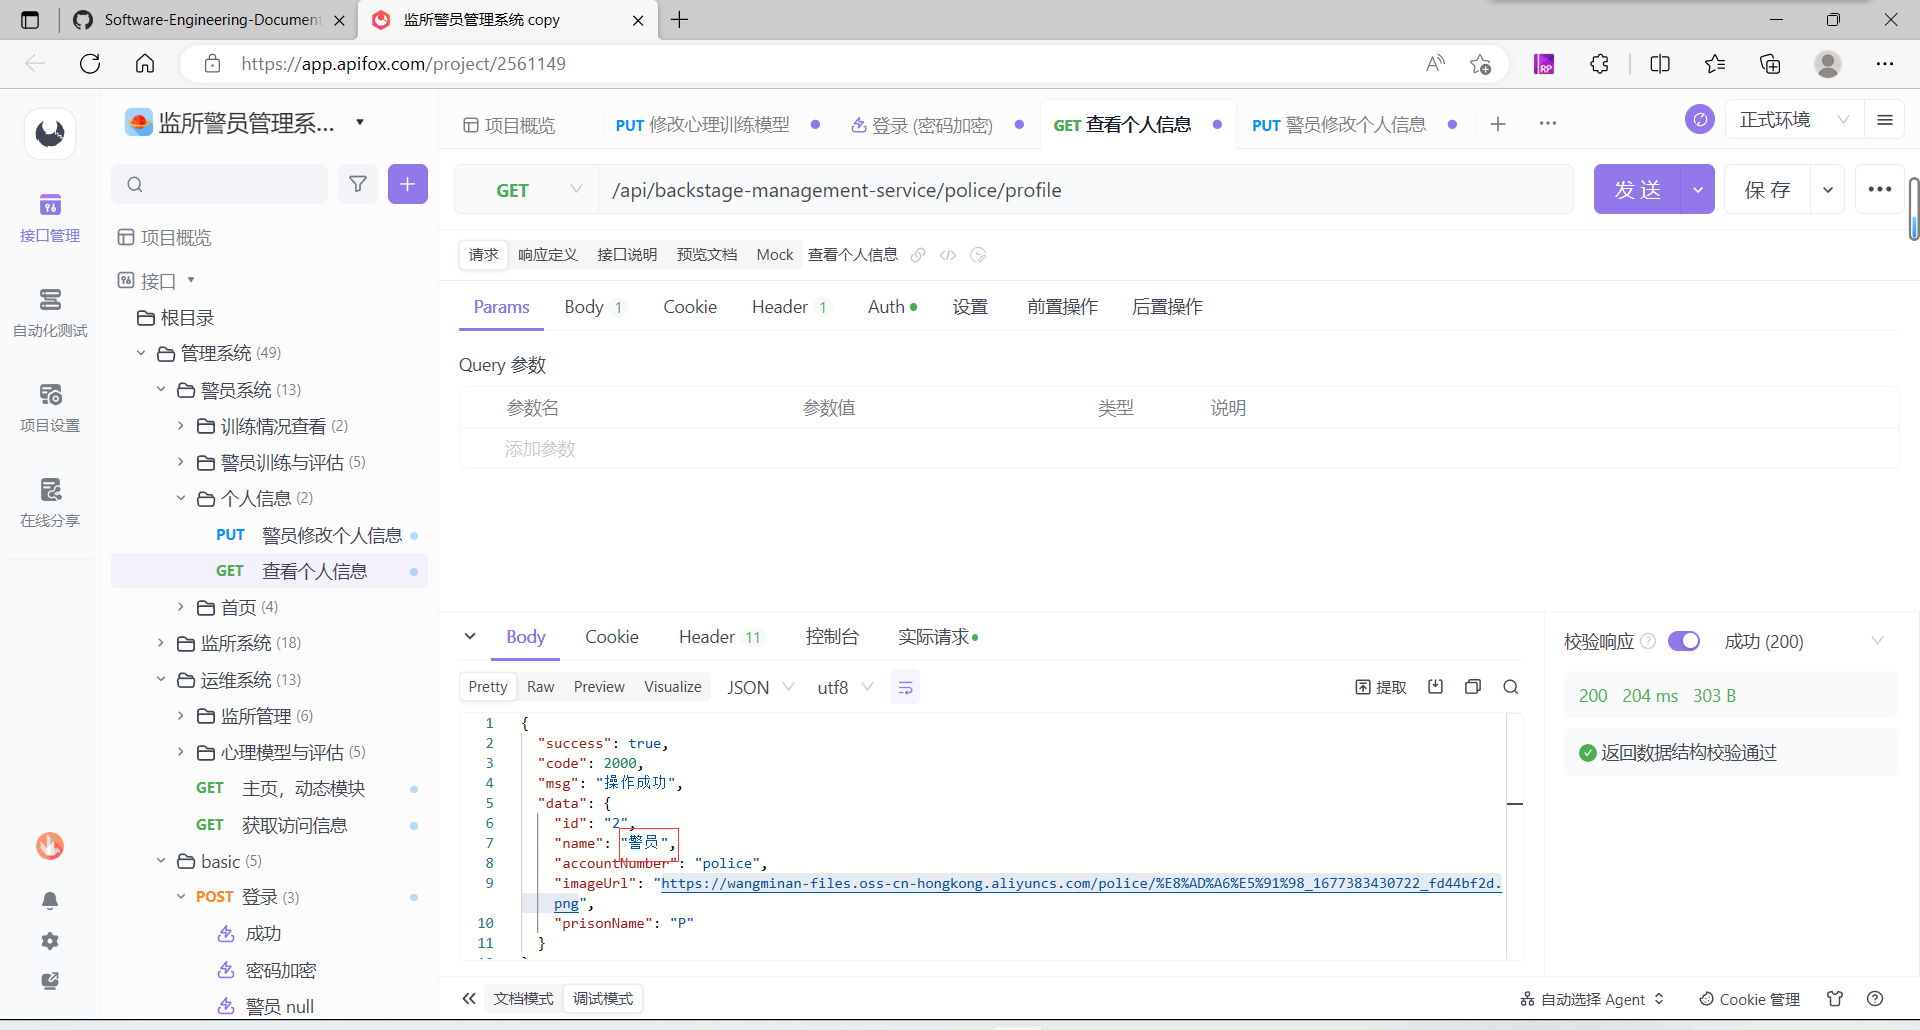 Software-Engineering-Document
监所警员管理系统 copy
https://app.apifox.com/project/2561149
监所警员管理系...
项目概览
PUT 修改心理训练模型
登录 (密码加密)
GET 查看个人信息
PUT 警员修改个人信息
正式环境
接口管理
自动化测试
项目设置
在线分享
项目概览
接口
根目录
管理系统 (49)
警员系统 (13)
训练情况查看 (2)
警员训练与评估 (5)
个人信息 (2)
PUT 警员修改个人信息
GET 查看个人信息
首页 (4)
监所系统 (18)
运维系统 (13)
监所管理 (6)
心理模型与评估 (5)
GET 主页，动态模块
GET 获取访问信息
basic (5)
POST 登录 (3)
成功
密码加密
警员 null
GET
/api/backstage-management-service/police/profile
发 送
保 存
请求 响应定义 接口说明 预览文档 Mock 查看个人信息
Params Body 1 Cookie Header 1 Auth 设置 前置操作 后置操作
Query 参数
参数名 参数值 类型 说明
添加参数
Body Cookie Header 11 控制台 实际请求
Pretty Raw Preview Visualize JSON utf8 提取
1 {
2 "success": true,
3 "code": 2000,
4 "msg": "操作成功",
5 "data": {
6 "id": "2",
7 "name": "警员",
8 "accountNumber": "police",
9 "imageUrl": "https://wangminan-files.oss-cn-hongkong.aliyuncs.com/police/%E8%AD%A6%E5%91%98_1677383430722_fd44bf2d.
png",
10 "prisonName": "P"
11 }
校验响应 成功 (200)
200 204 ms 303 B
返回数据结构校验通过
文档模式 调试模式
自动选择 Agent
Cookie 管理